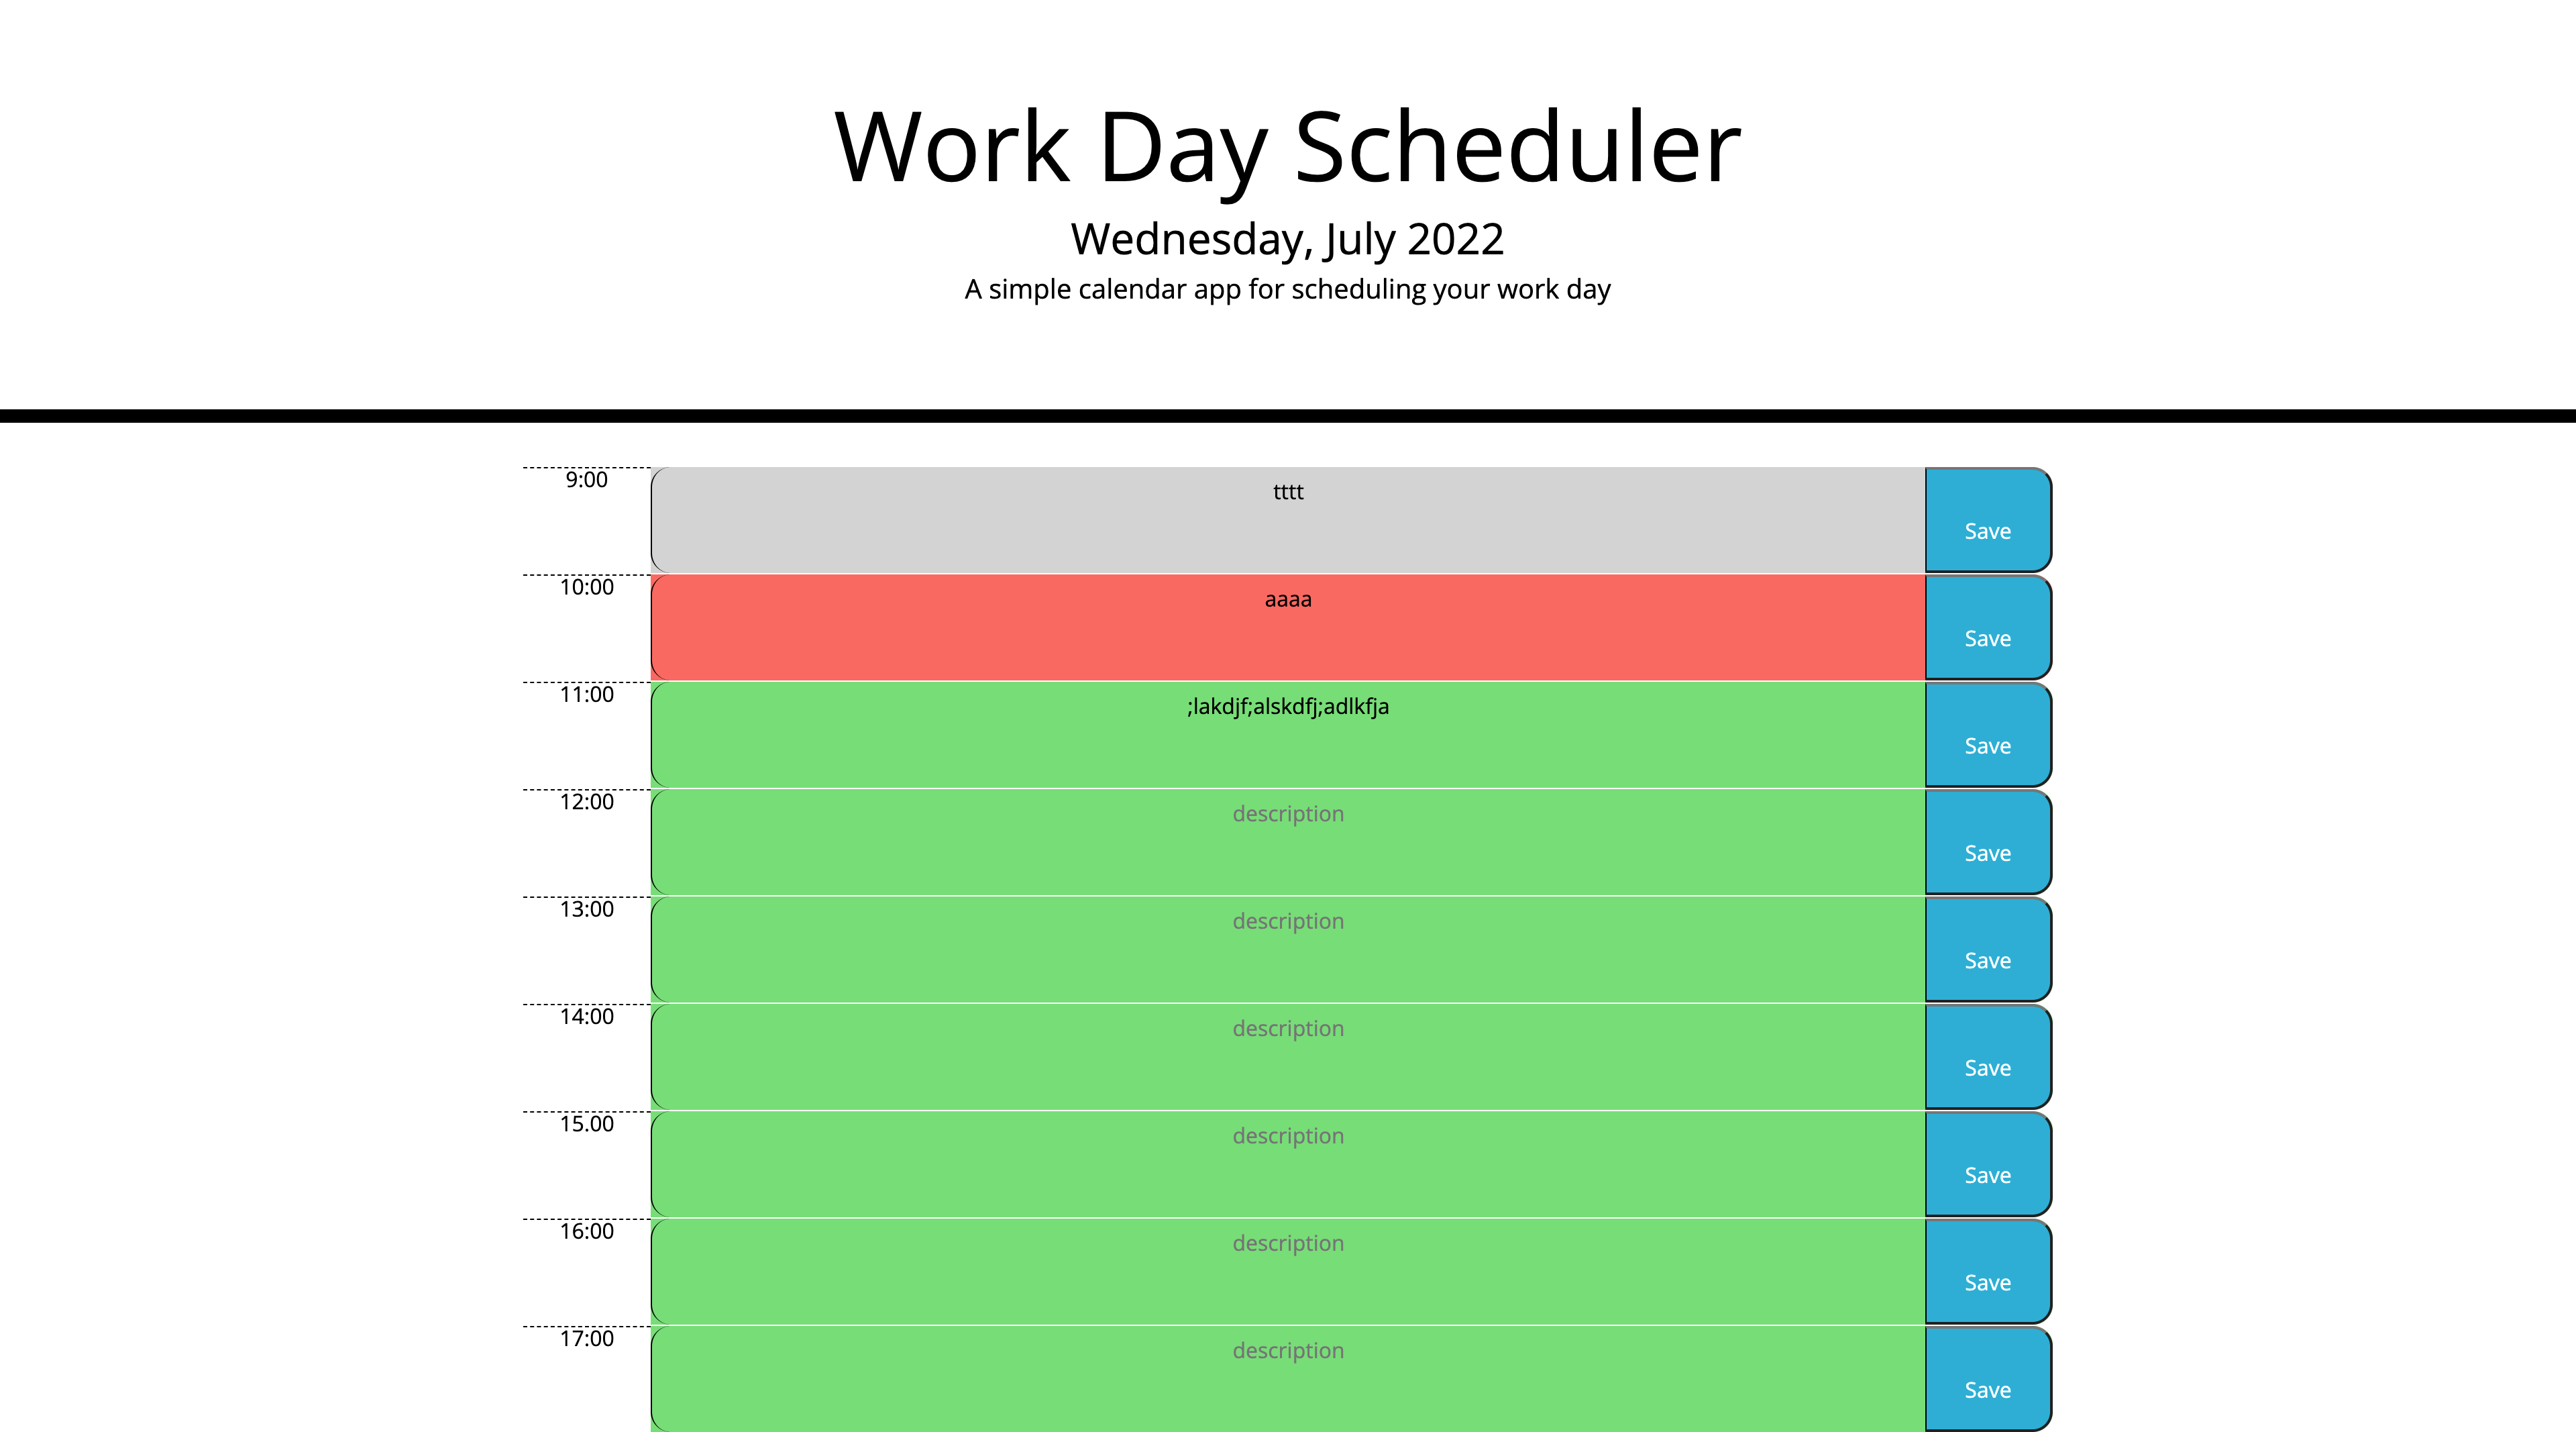 Work Day Scheduler
Wednesday, July 2022
A simple calendar app for scheduling your work day
9:00 tttt Save
10:00 aaaa Save
11:00 ;lakdjf;alskdfj;adlkfja Save
12:00 description Save
13:00 description Save
14:00 description Save
15.00 description Save
16:00 description Save
17:00 description Save